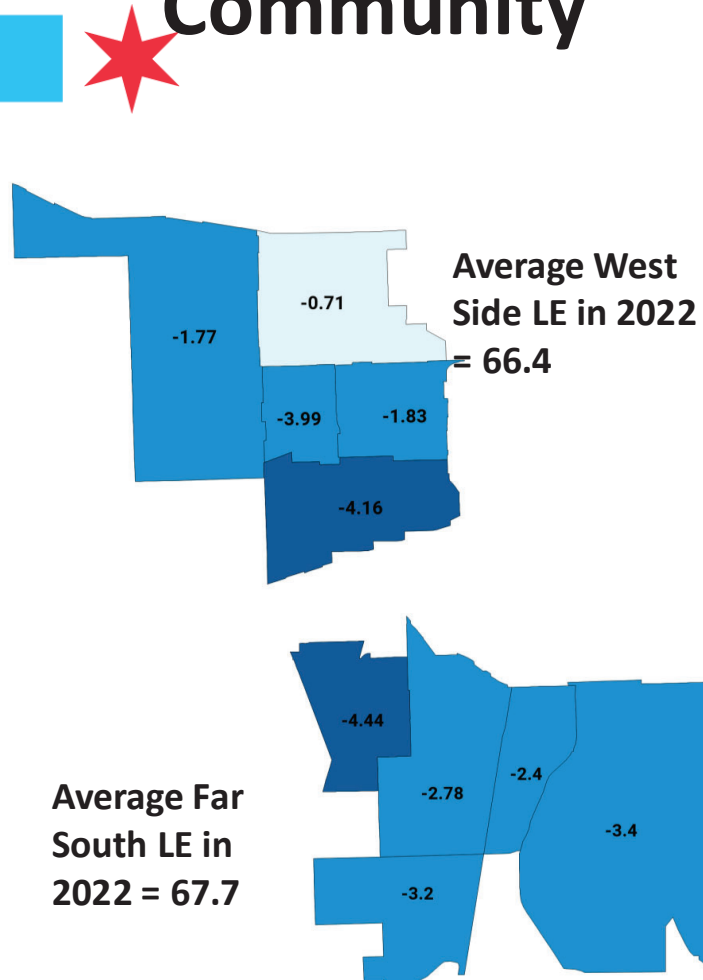 Community
-0.71
Average West
Side LE in 2022
= 66.4
-1.77
-3.99
-1.83
-4.16
-4.44
-2.78
-2.4
-3.4
Average Far
South LE in
2022 = 67.7
-3.2